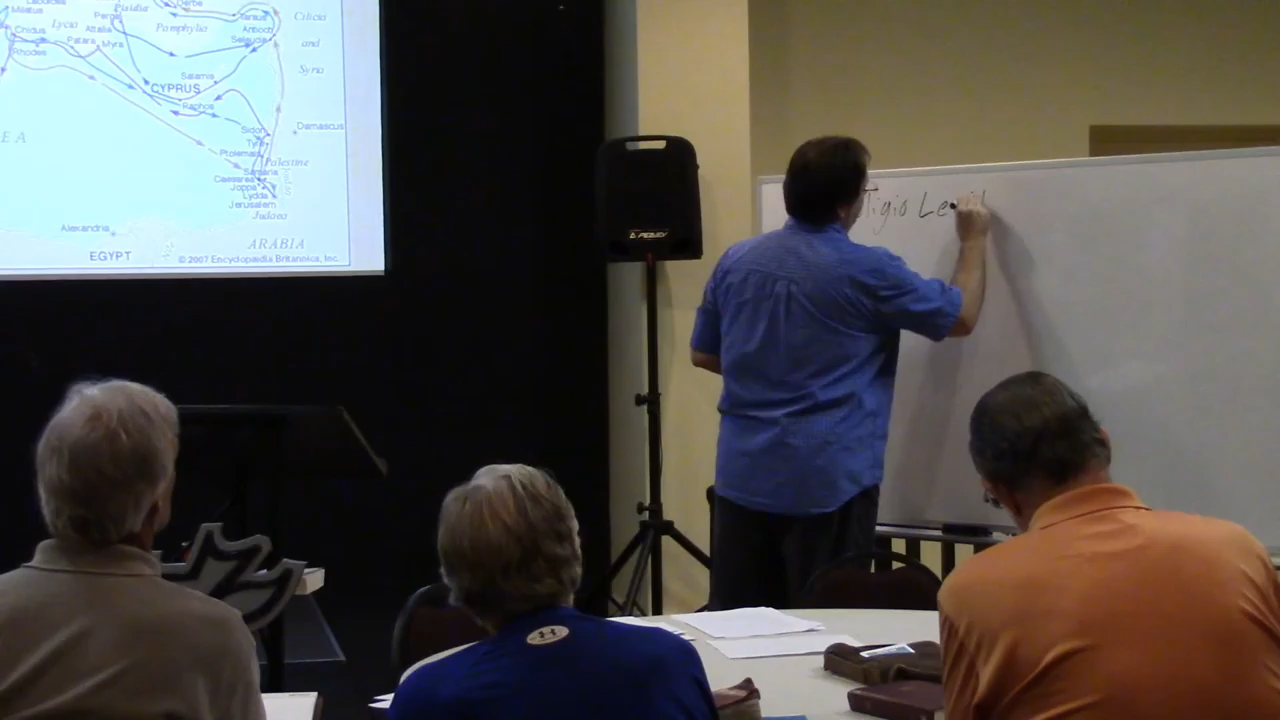 Laodicea
Derbe
Miletus
Pisidia
Tarsus
Cilicia
Perga
Lycia
Attalia
Pamphylia
Antioch
Cnidus
Patara
Myra
Seleucia
and
Rhodes
Syria
Salamis
CYPRUS
Paphos
Sidon
Damascus
Tyre
EA
Ptolemais
Palestine
Samaria
Caesarea
Joppa
Lydda
Jerusalem
Judaea
Alexandria
ARABIA
EGYPT
© 2007 Encyclopædia Britannica, Inc.
PEAVEY